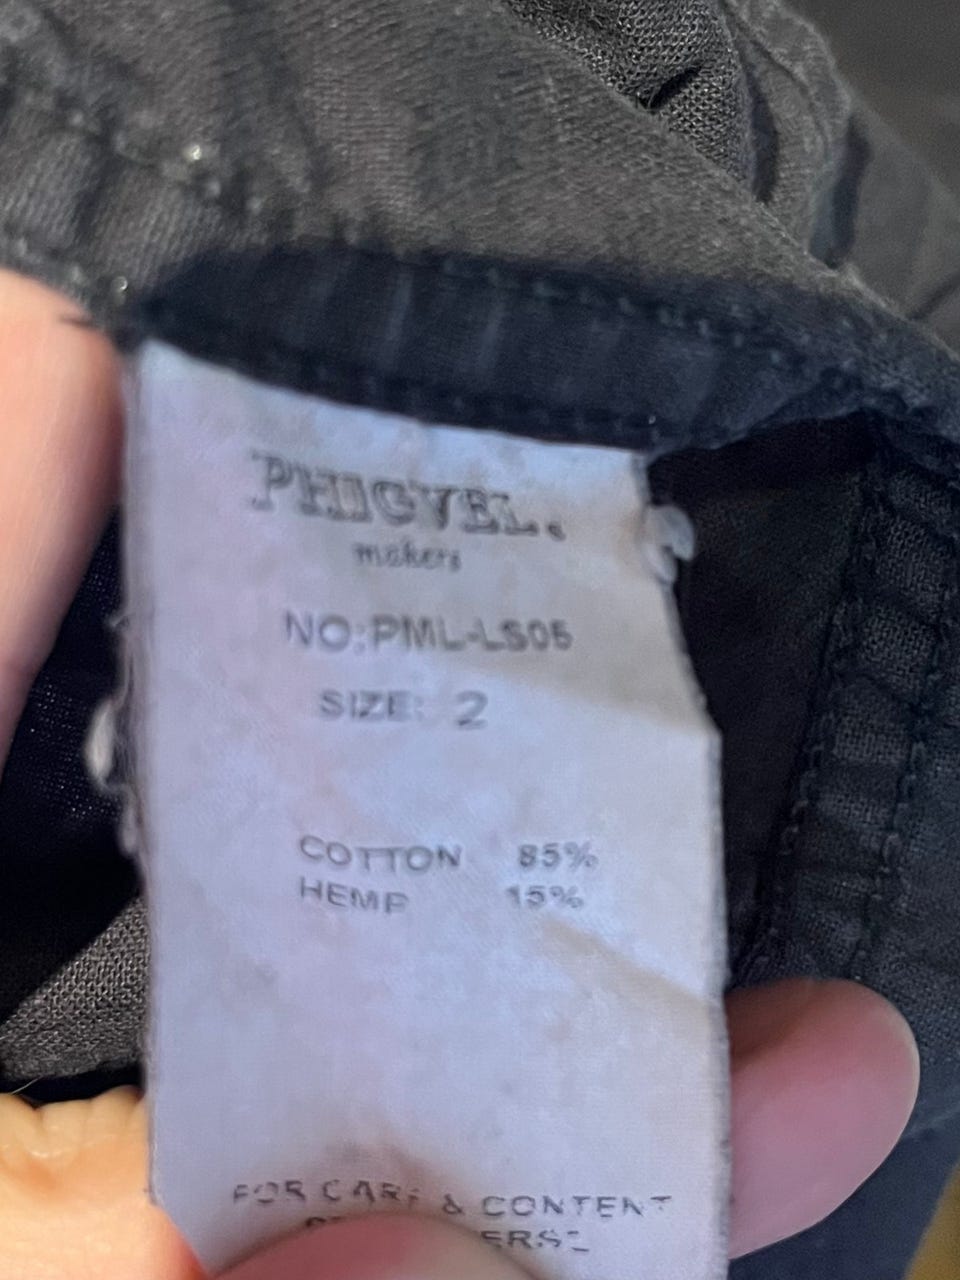 PHIGVEL.
makers
NO:PML-LS05
SIZE: 2
COTTON 85%
HEMP 15%
FOR CARE & CONTENT